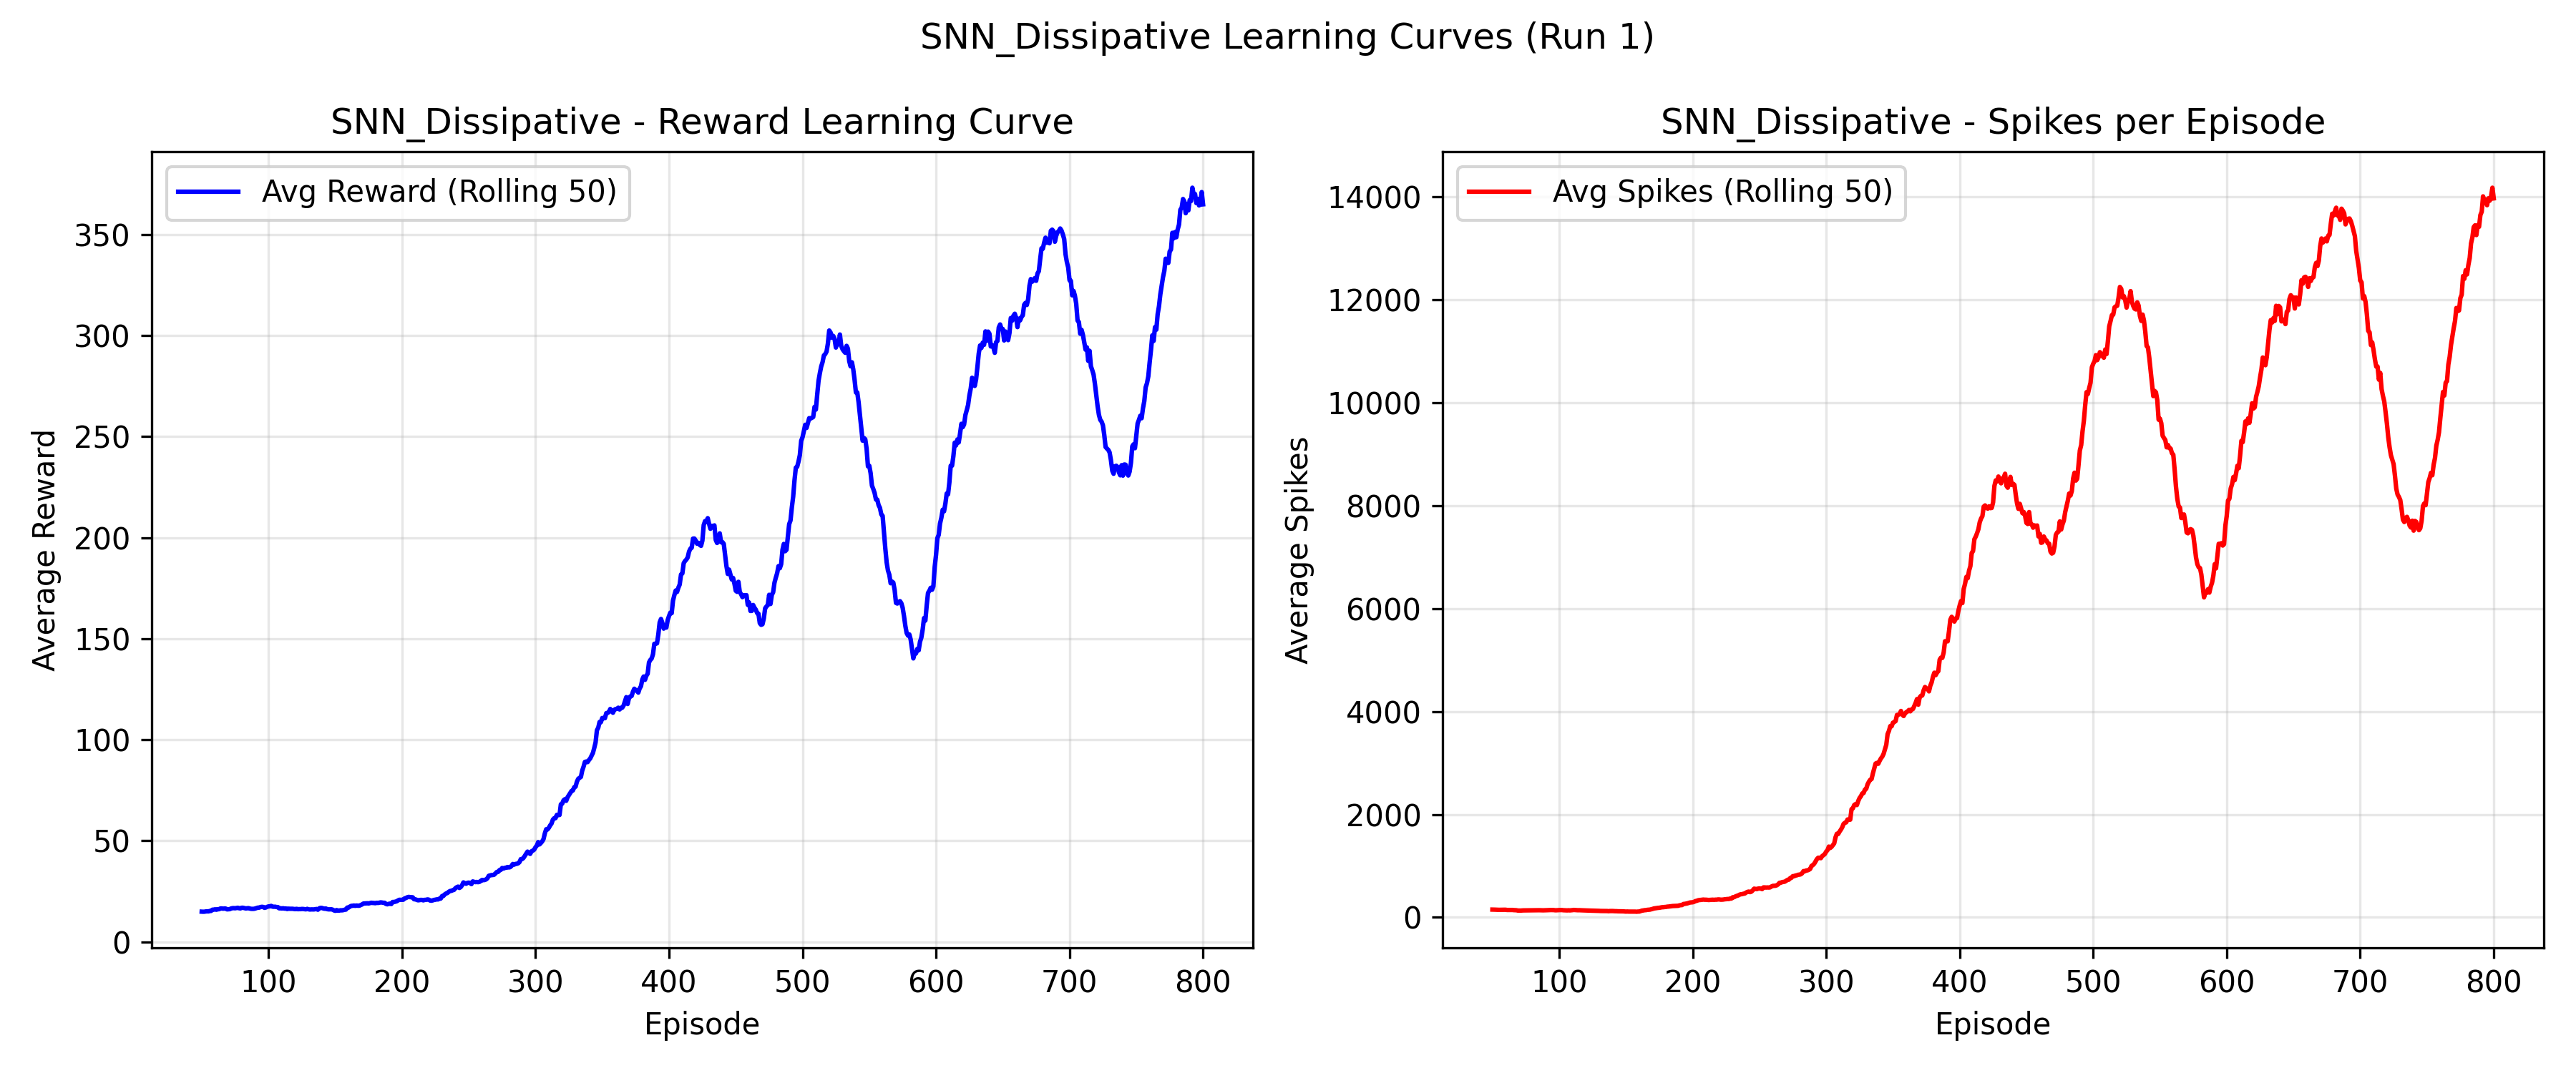 SNN_Dissipative Learning Curves (Run 1)
SNN_Dissipative - Reward Learning Curve
Avg Reward (Rolling 50)
Average Reward
350
300
250
200
150
100
50
0
100 200 300 400 500 600 700 800
Episode
SNN_Dissipative - Spikes per Episode
Avg Spikes (Rolling 50)
Average Spikes
14000
12000
10000
8000
6000
4000
2000
0
100 200 300 400 500 600 700 800
Episode